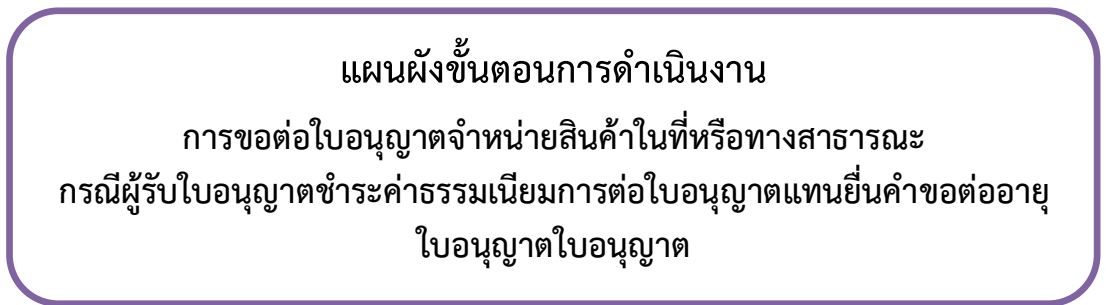 แผนผังขั้นตอนการดำเนินงาน
การขอต่อใบอนุญาตจำหน่ายสินค้าในที่หรือทางสาธารณะ
กรณีผู้รับใบอนุญาตชำระค่าธรรมเนียมการต่อใบอนุญาตแทนยื่นคำขอต่ออายุ
ใบอนุญาตใบอนุญาต